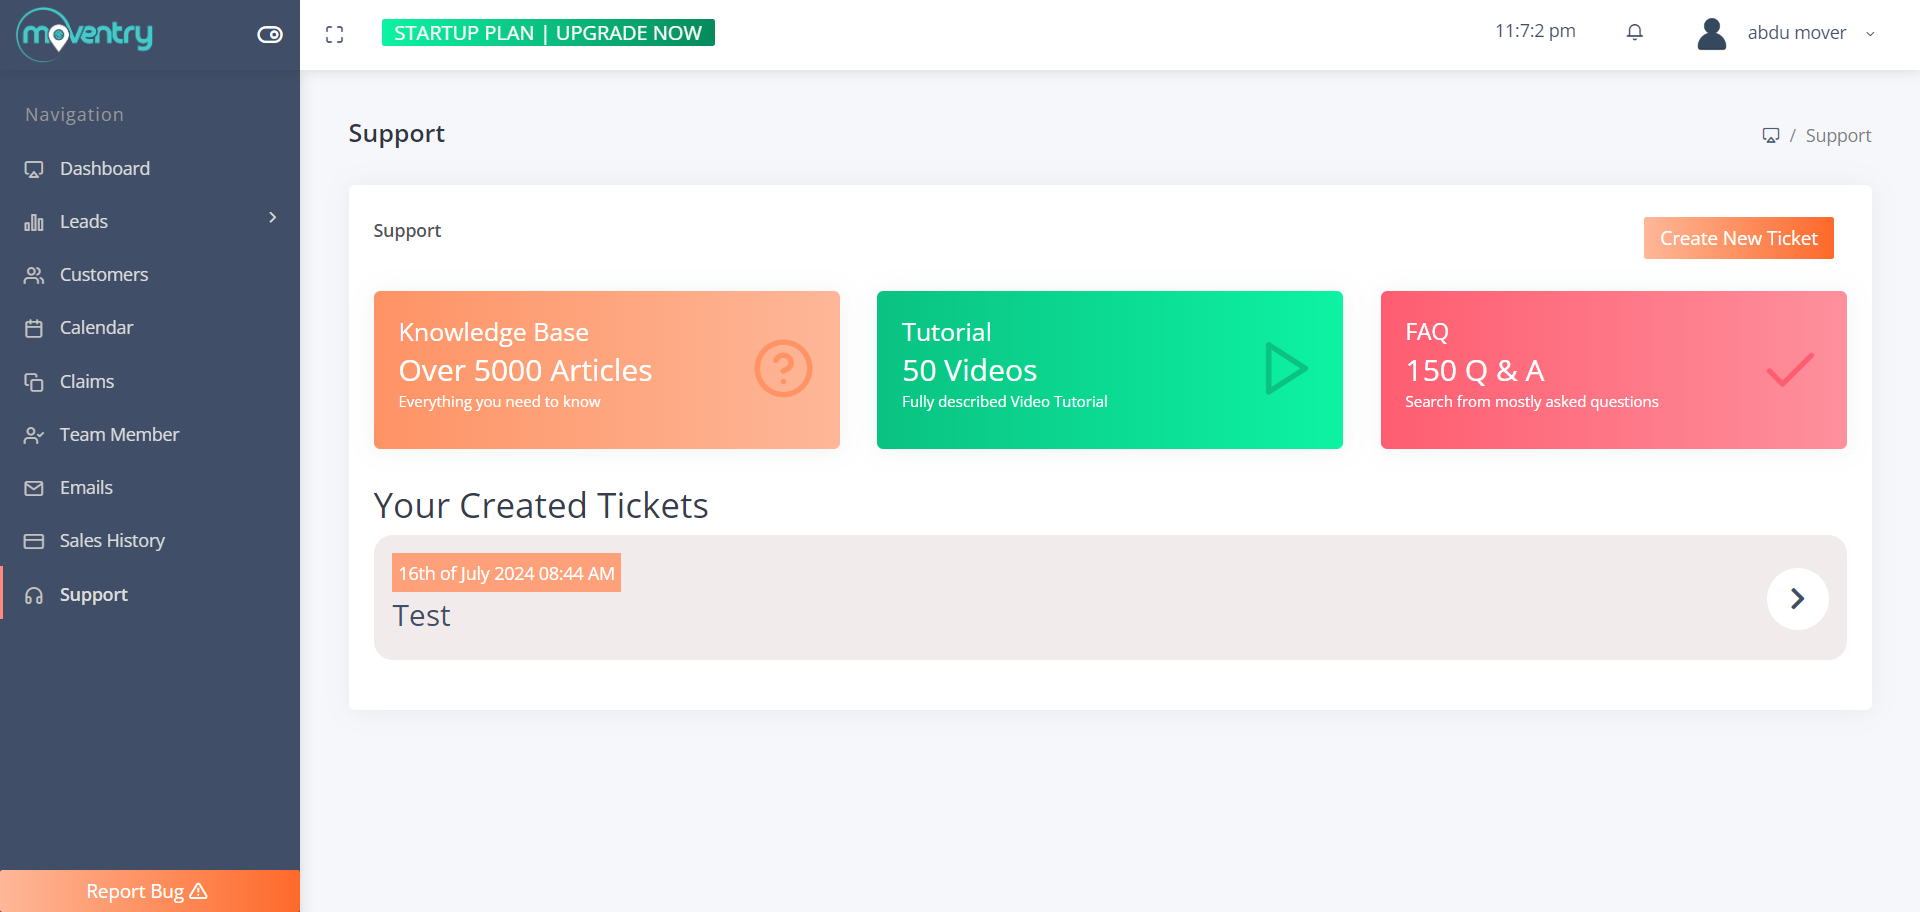 moventry
STARTUP PLAN | UPGRADE NOW
11:7:2 pm
abdu mover
Navigation
Dashboard
Leads
Customers
Calendar
Claims
Team Member
Emails
Sales History
Support
Report Bug
Support
/ Support
Support
Create New Ticket
Knowledge Base
Over 5000 Articles
Everything you need to know
Tutorial
50 Videos
Fully described Video Tutorial
FAQ
150 Q & A
Search from mostly asked questions
Your Created Tickets
16th of July 2024 08:44 AM
Test